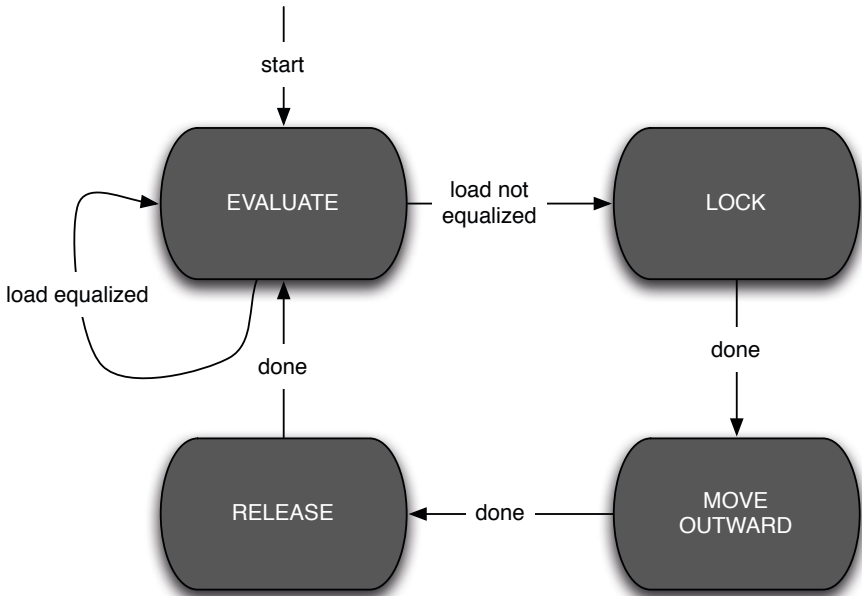 start
EVALUATE
load not
equalized
LOCK
load equalized
done
done
RELEASE
done
MOVE
OUTWARD